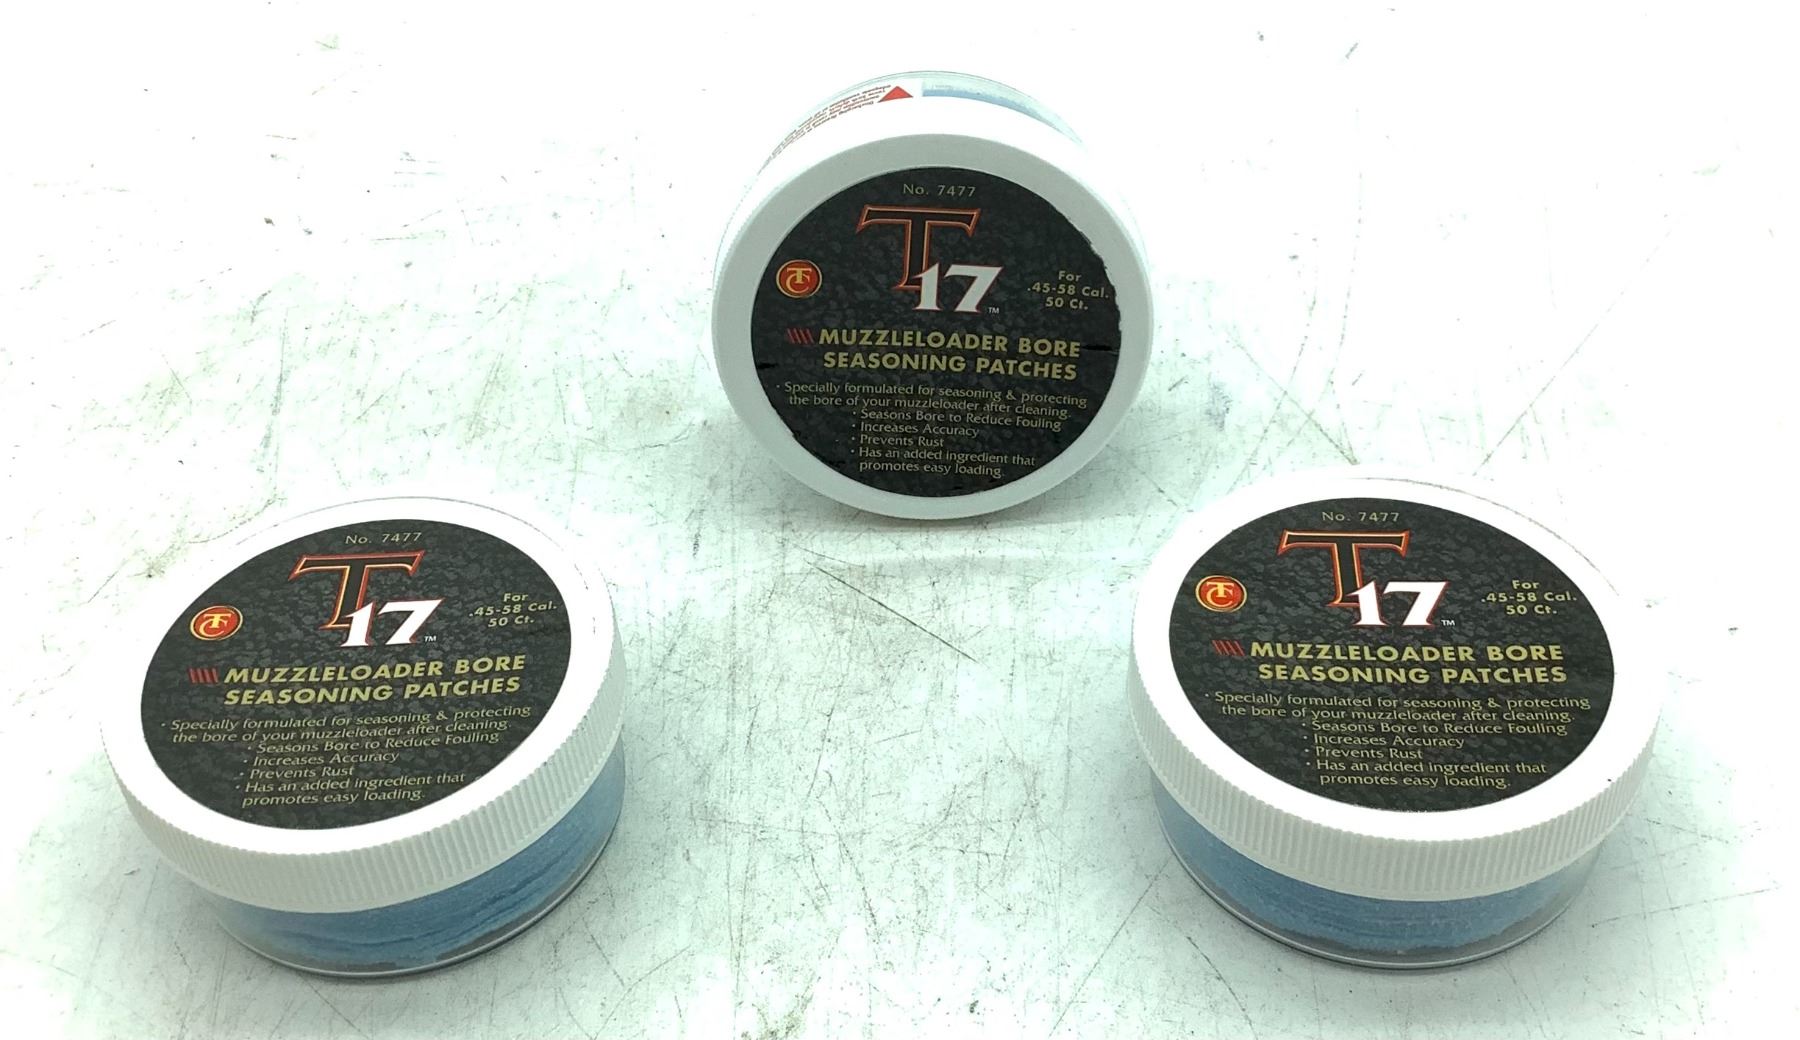 No. 7477
T17™
TC
For
.45-58 Cal.
50 Ct.
MUZZLELOADER BORE
SEASONING PATCHES
· Specially formulated for seasoning & protecting
the bore of your muzzleloader after cleaning.
· Seasons Bore to Reduce Fouling
· Increases Accuracy
· Prevents Rust
· Has an added ingredient that
promotes easy loading.
No. 7477
T17™
TC
For
.45-58 Cal.
50 Ct.
MUZZLELOADER BORE
SEASONING PATCHES
· Specially formulated for seasoning & protecting
the bore of your muzzleloader after cleaning.
· Seasons Bore to Reduce Fouling
· Increases Accuracy
· Prevents Rust
· Has an added ingredient that
promotes easy loading.
No. 7477
T17™
TC
For
.45-58 Cal.
50 Ct.
MUZZLELOADER BORE
SEASONING PATCHES
· Specially formulated for seasoning & protecting
the bore of your muzzleloader after cleaning.
· Seasons Bore to Reduce Fouling
· Increases Accuracy
· Prevents Rust
· Has an added ingredient that
promotes easy loading.